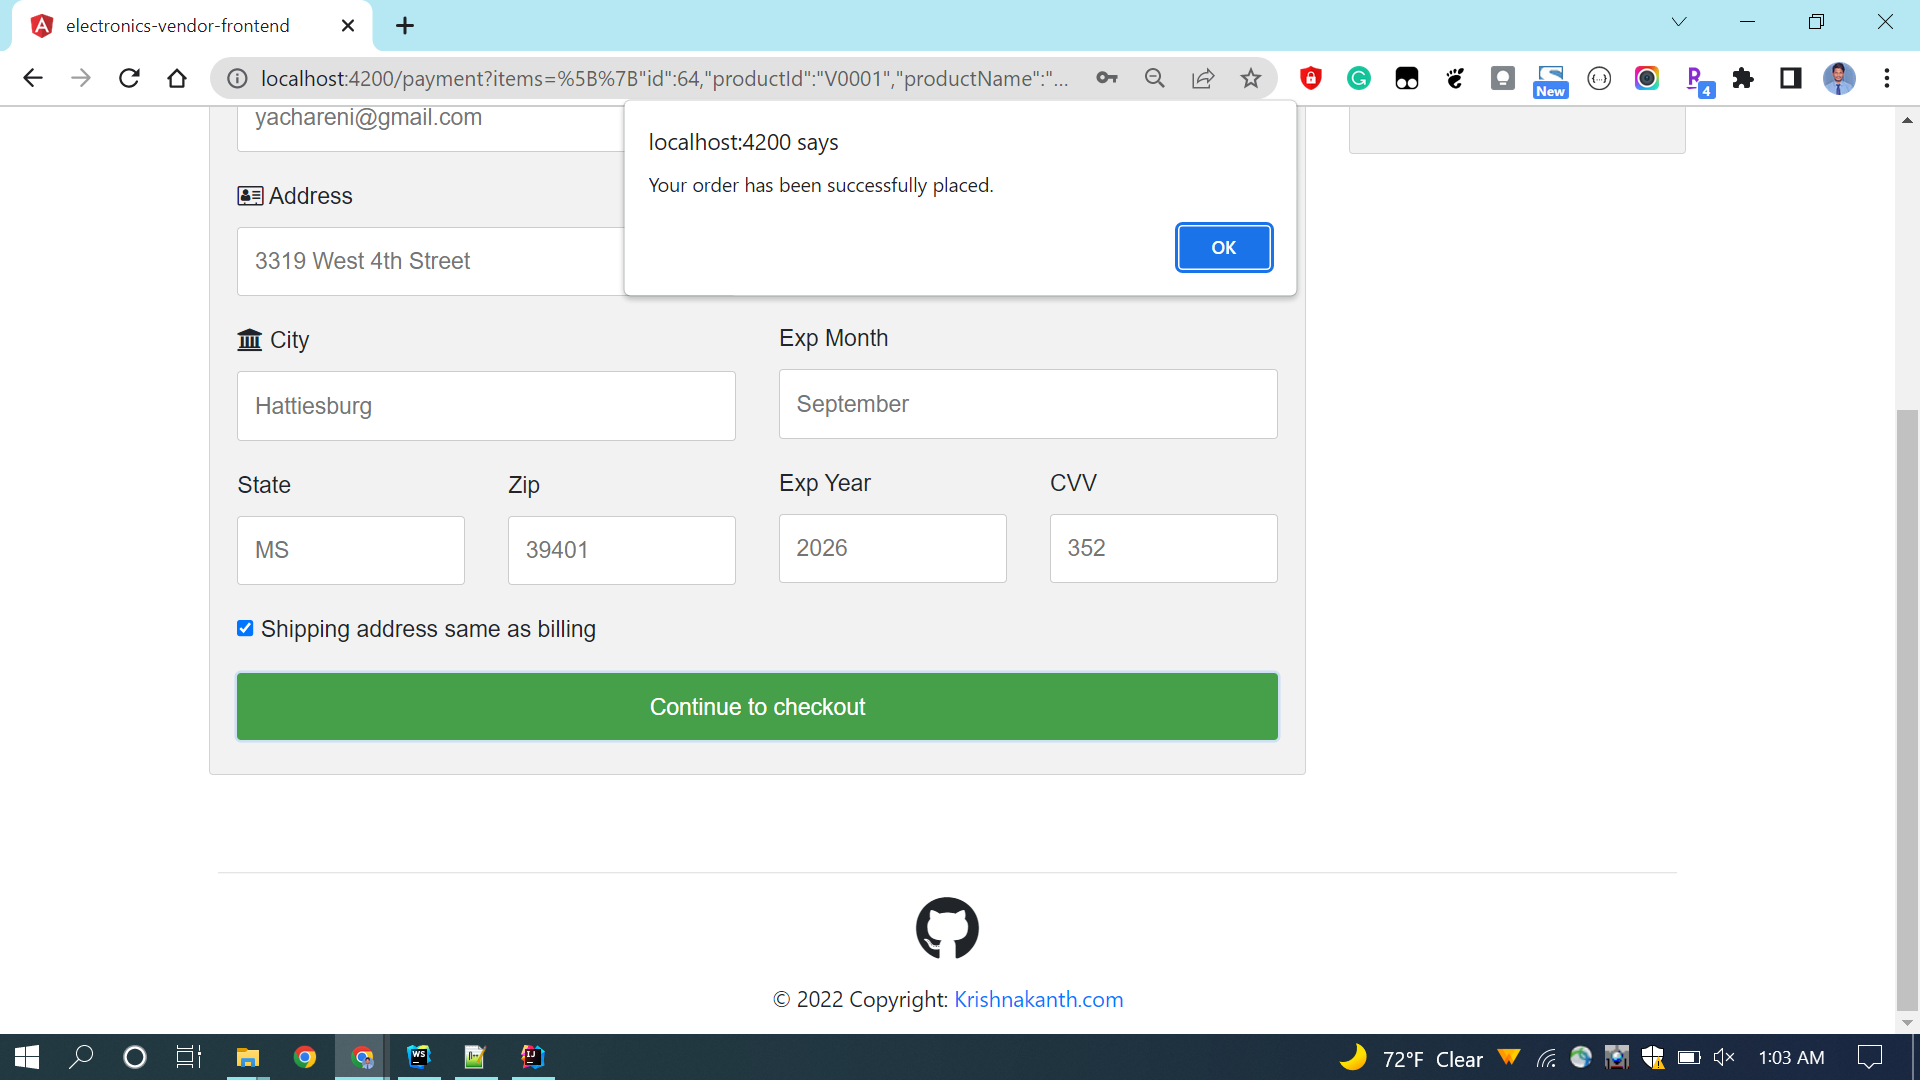 electronics-vendor-frontend
localhost:4200/payment?items=%5B%7B"id":64,"productId":"V0001","productName":"...
New
4
yachareni@gmail.com
localhost:4200 says
Your order has been successfully placed.
OK
Address
3319 West 4th Street
City
Exp Month
Hattiesburg
September
State
Zip
Exp Year
CVV
MS
39401
2026
352
Shipping address same as billing
Continue to checkout
© 2022 Copyright: Krishnakanth.com
WS
IJ
72°F Clear
1:03 AM